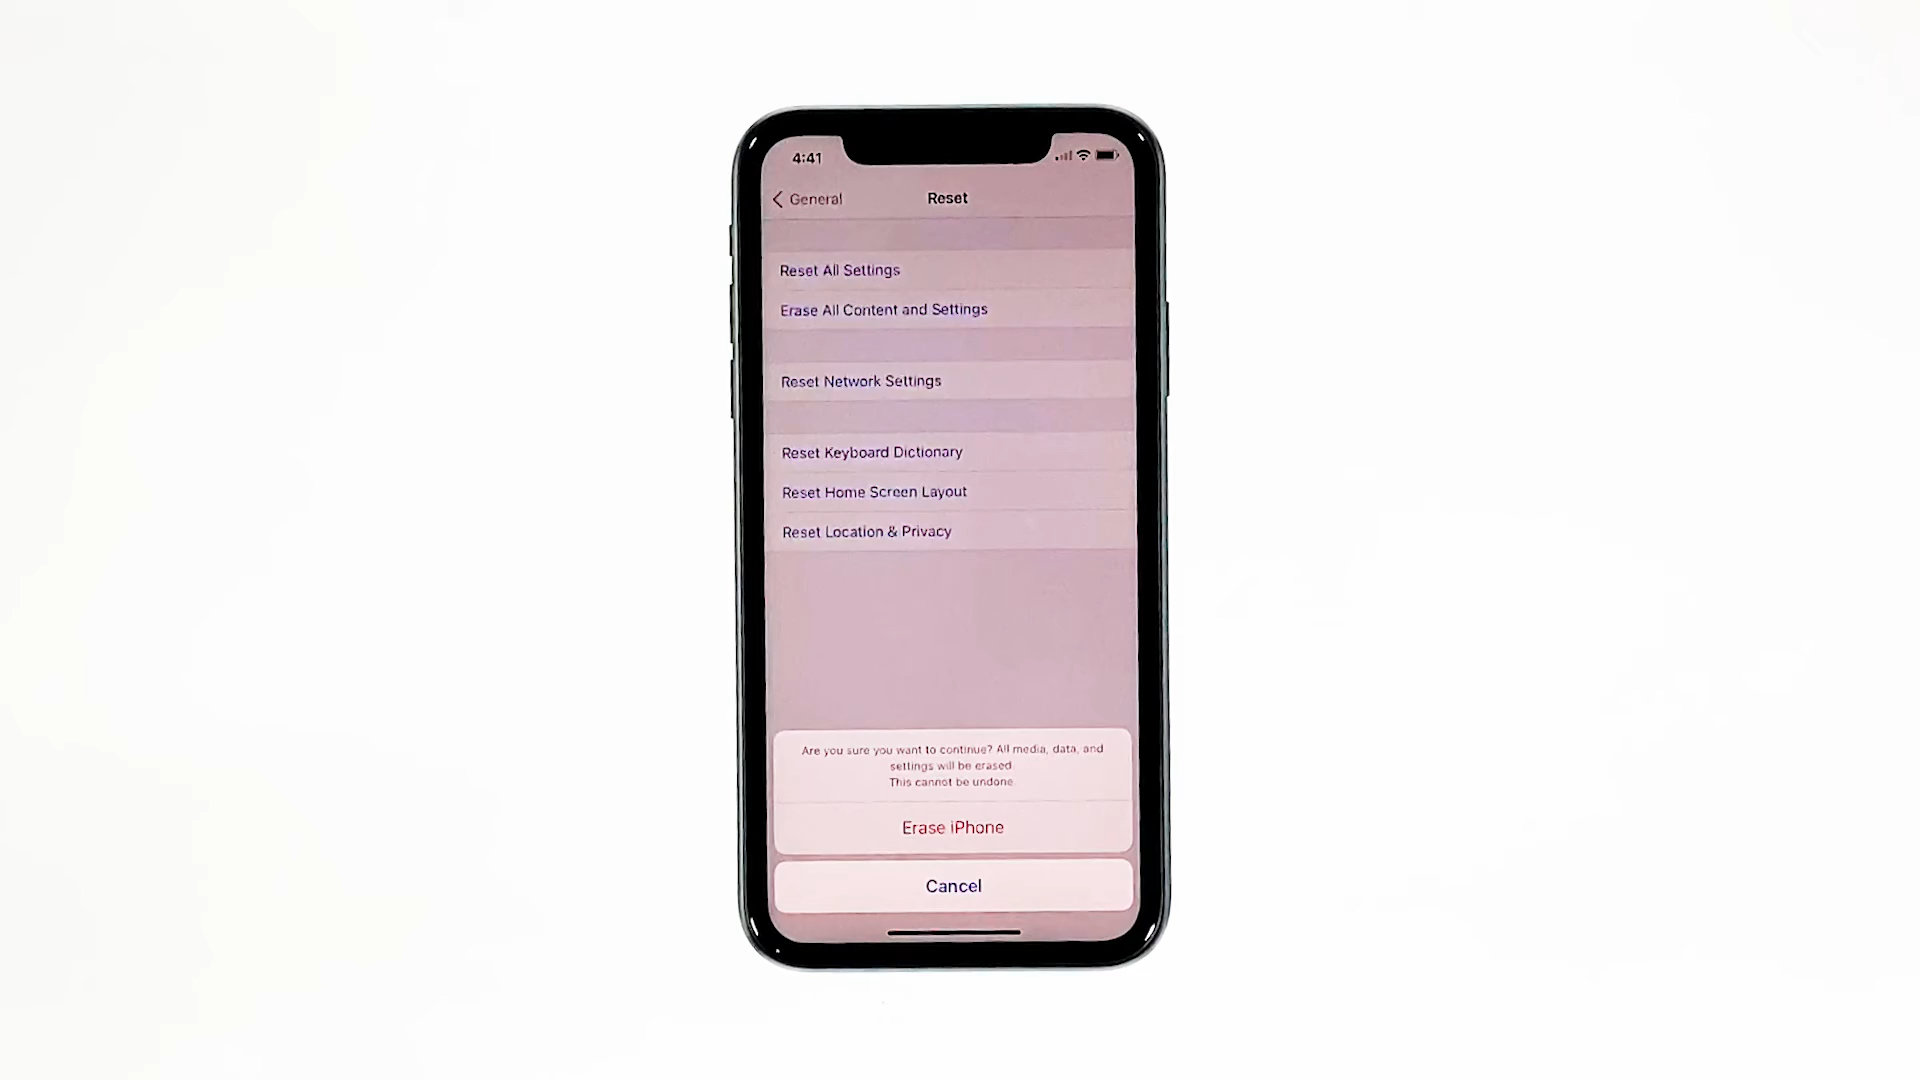 4:41
General
Reset
Reset All Settings
Erase All Content and Settings
Reset Network Settings
Reset Keyboard Dictionary
Reset Home Screen Layout
Reset Location & Privacy
Are you sure you want to continue? All media, data, and
settings will be erased.
This cannot be undone.
Erase iPhone
Cancel